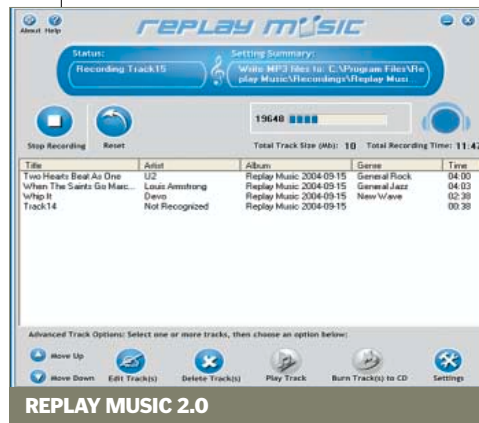 replay music
About Help
Status:
Recording Track15
Setting Summary:
Write MP3 files to: C:\Program Files\Re
play Music\Recordings\Replay Musi
Stop Recording
Reset
19648
Total Track Size (Mb): 10 Total Recording Time: 11:42
Title Artist Album Genre Time
Two Hearts Beat As One U2 Replay Music 2004-09-15 General Rock 04:00
When The Saints Go Marc... Louis Armstrong Replay Music 2004-09-15 General Jazz 04:03
Whip It Devo Replay Music 2004-09-15 New Wave 02:38
Track14 Not Recognized Replay Music 2004-09-15 00:38
Advanced Track Options: Select one or more tracks, then choose an option below:
Move Up
Move Down Edit Track(s) Delete Track(s) Play Track Burn Track(s) to CD Settings
REPLAY MUSIC 2.0